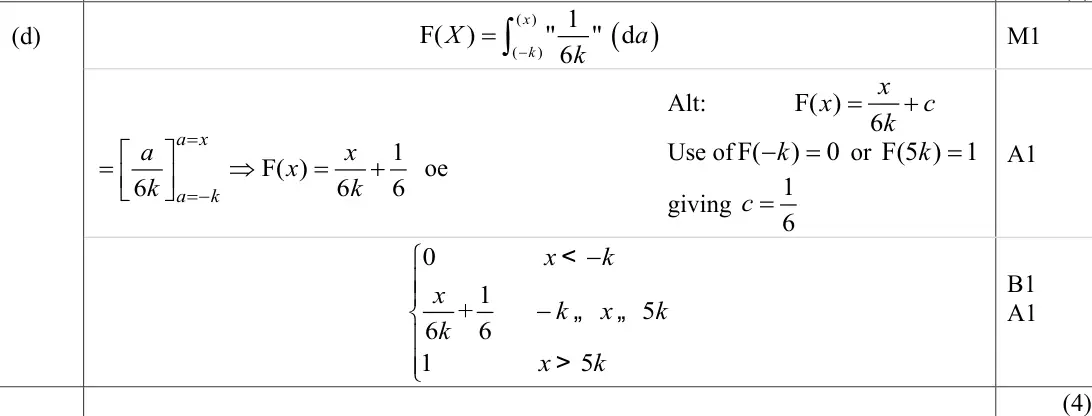 (d) F(X) = ∫_{(−k)}^{(x)} "1/6k" (da) M1
Alt: F(x) = x/6k + c
= [a/6k]_{a=−k}^{a=x} ⇒ F(x) = x/6k + 1/6 oe
Use of F(−k) = 0 or F(5k) = 1 A1
giving c = 1/6
0 x < −k
x/6k + 1/6 −k „ x „ 5k B1 A1
1 x > 5k
(4)